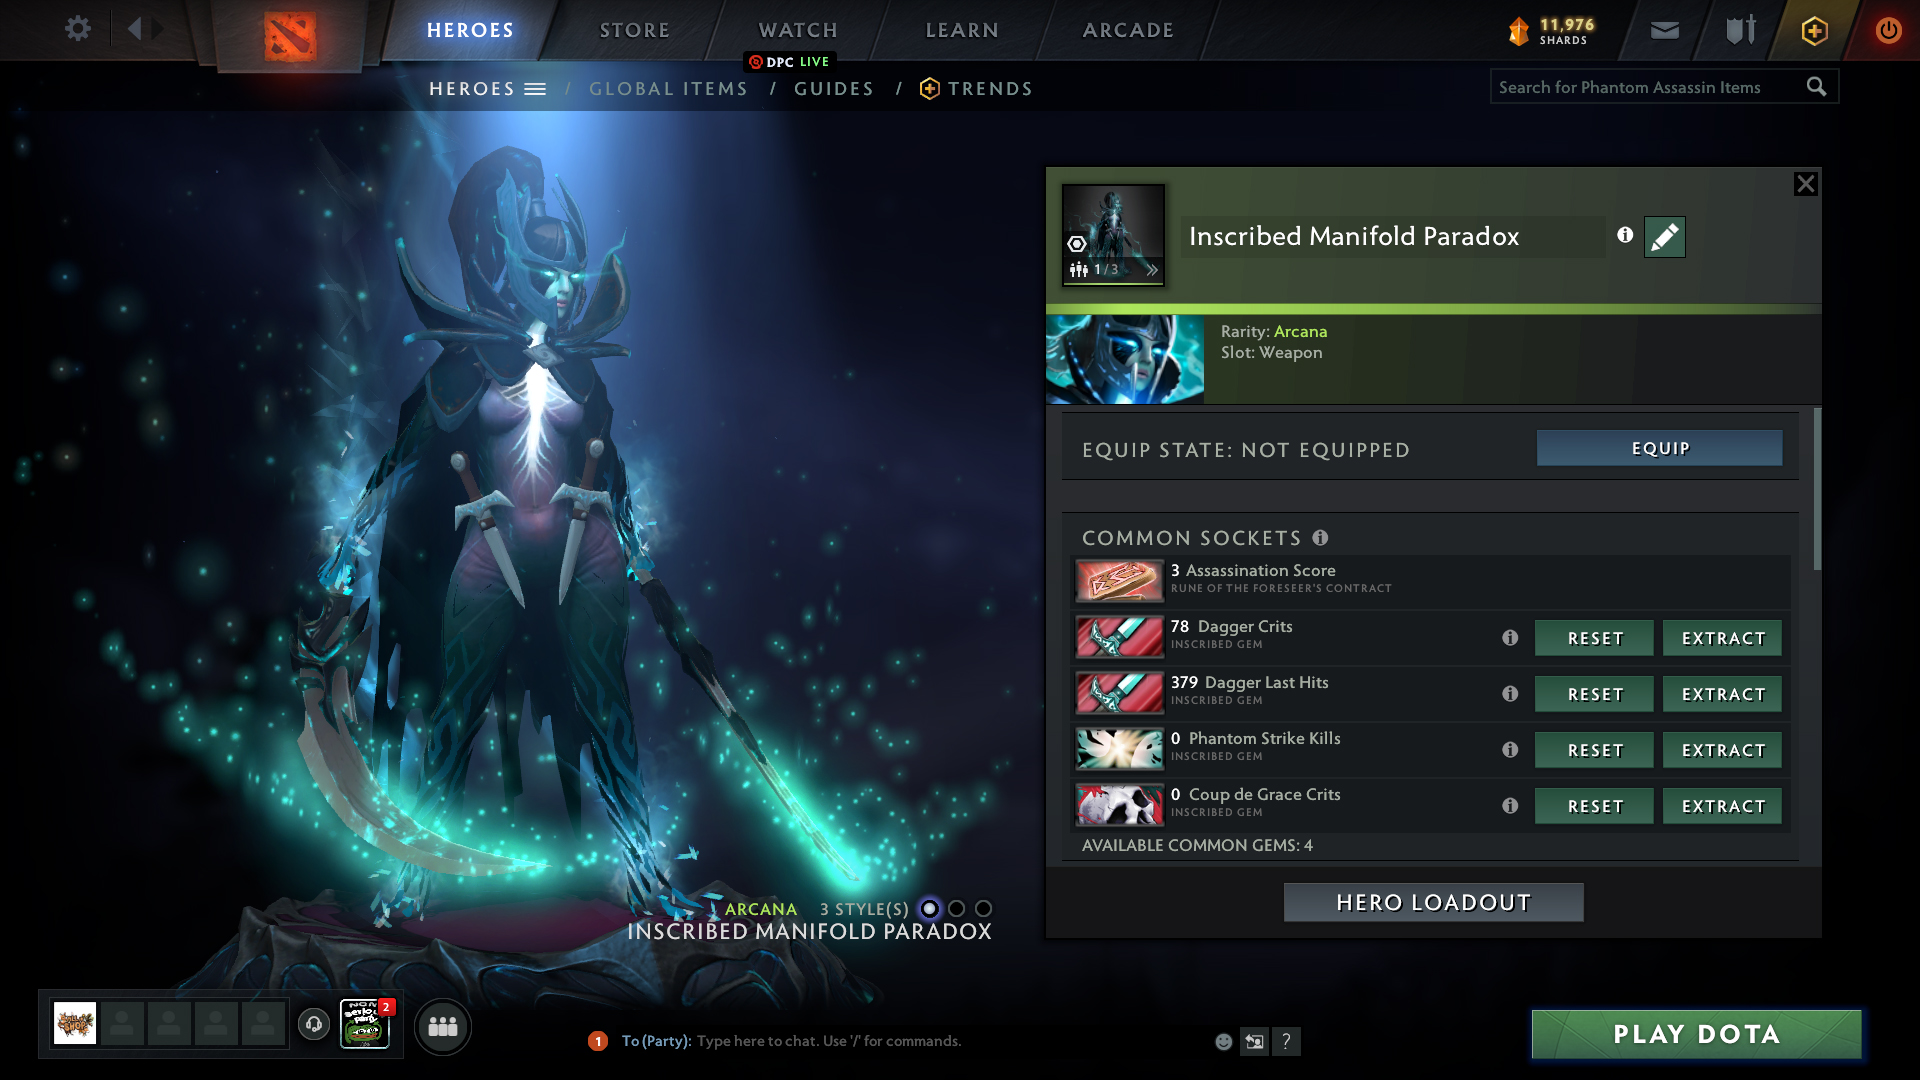 HEROES
STORE
WATCH
LEARN
ARCADE
11,976
SHARDS
DPC LIVE
HEROES / GLOBAL ITEMS / GUIDES / TRENDS
Search for Phantom Assassin Items
Inscribed Manifold Paradox
1/3
Rarity: Arcana
Slot: Weapon
EQUIP STATE: NOT EQUIPPED
EQUIP
COMMON SOCKETS
3 Assassination Score
RUNE OF THE FORESEER'S CONTRACT
78 Dagger Crits
INSCRIBED GEM
RESET
EXTRACT
379 Dagger Last Hits
INSCRIBED GEM
RESET
EXTRACT
0 Phantom Strike Kills
INSCRIBED GEM
RESET
EXTRACT
0 Coup de Grace Crits
INSCRIBED GEM
RESET
EXTRACT
AVAILABLE COMMON GEMS: 4
HERO LOADOUT
ARCANA 3 STYLE(S)
INSCRIBED MANIFOLD PARADOX
2
1
To (Party): Type here to chat. Use '/' for commands.
?
PLAY DOTA